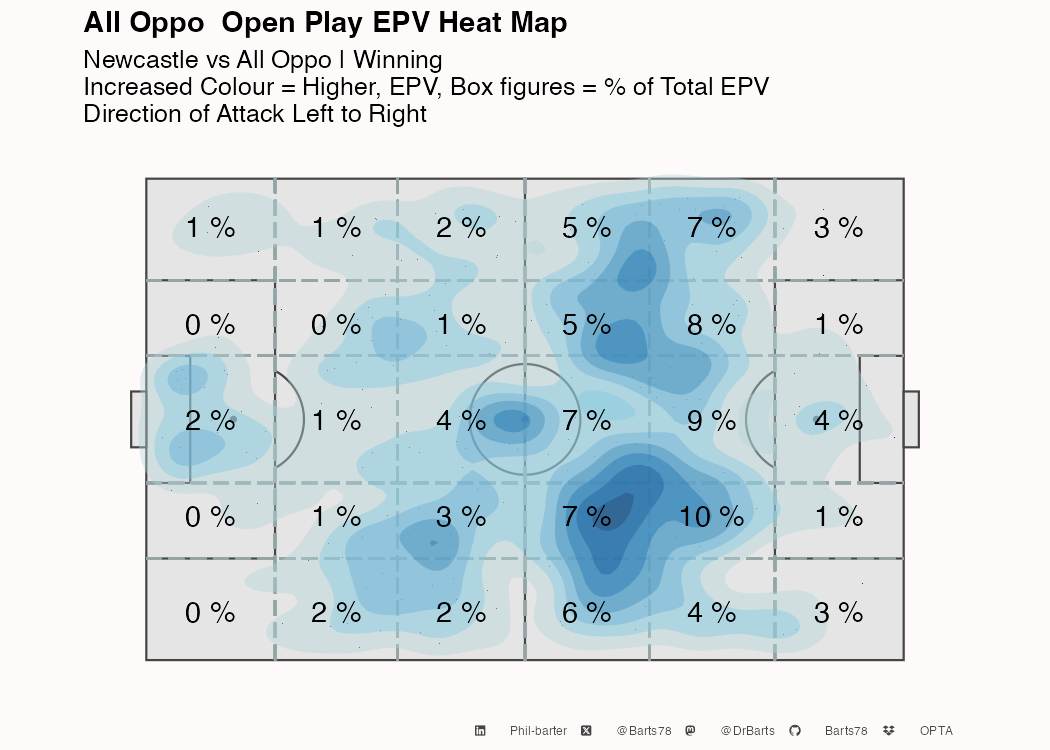 All Oppo  Open Play EPV Heat Map
Newcastle vs All Oppo | Winning
Increased Colour = Higher, EPV, Box figures = % of Total EPV
Direction of Attack Left to Right
1 % 1 % 2 % 5 % 7 % 3 %
0 % 0 % 1 % 5 % 8 % 1 %
2 % 1 % 4 % 7 % 9 % 4 %
0 % 1 % 3 % 7 % 10 % 1 %
0 % 2 % 2 % 6 % 4 % 3 %
Phil-barter @Barts78 @DrBarts Barts78 OPTA